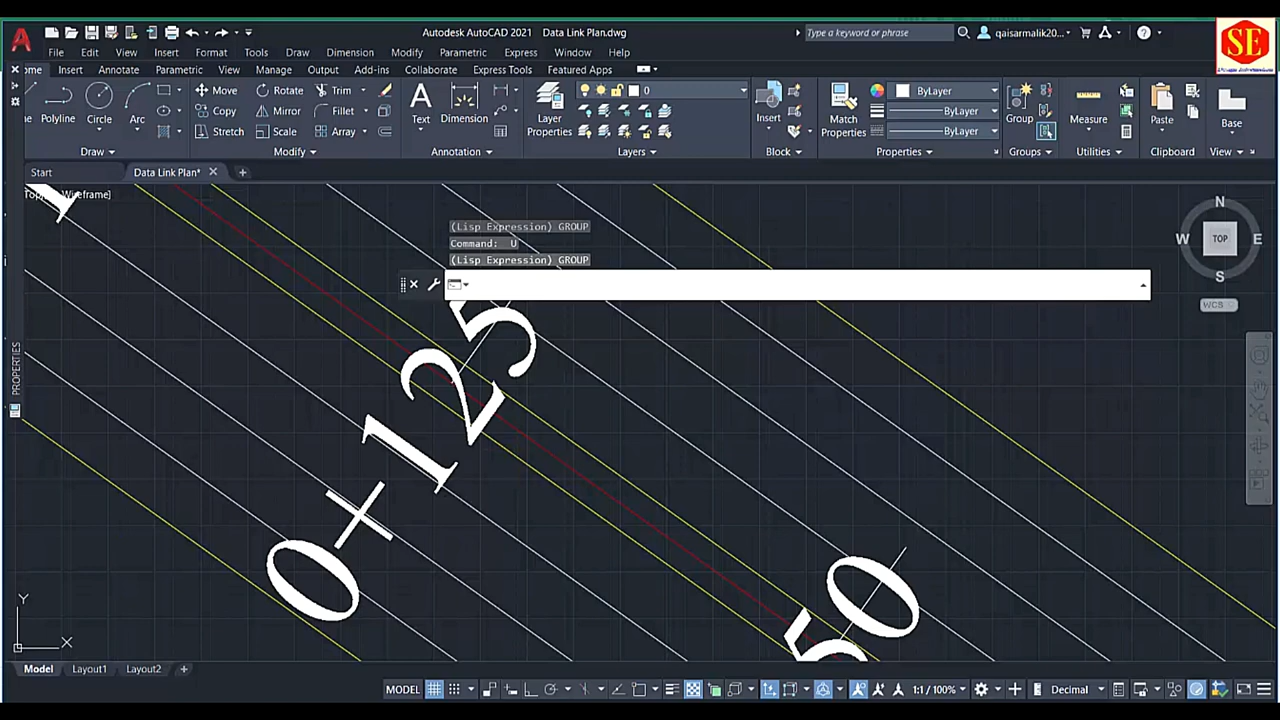 Autodesk AutoCAD 2021 Data Link Plan.dwg
Type a keyword or phrase
qaisarmalik20...
SE
File Edit View Insert Format Tools Draw Dimension Modify Parametric Express Window Help
ome Insert Annotate Parametric View Manage Output Add-ins Collaborate Express Tools Featured Apps
Polyline Circle Arc
Move Rotate Trim
Copy Mirror Fillet
Stretch Scale Array
Text Dimension
Layer Properties
0
Insert
Match Properties
ByLayer
ByLayer
ByLayer
Group
Measure
Paste
Base
Draw Modify Annotation Layers Block Properties Groups Utilities Clipboard View
Start Data Link Plan*
Wireframe]
N
W TOP E
S
WCS
(Lisp Expression) GROUP
Command: U
(Lisp Expression) GROUP
PROPERTIES
0+125
50
Y
X
Model Layout1 Layout2
MODEL 1:1 / 100% Decimal